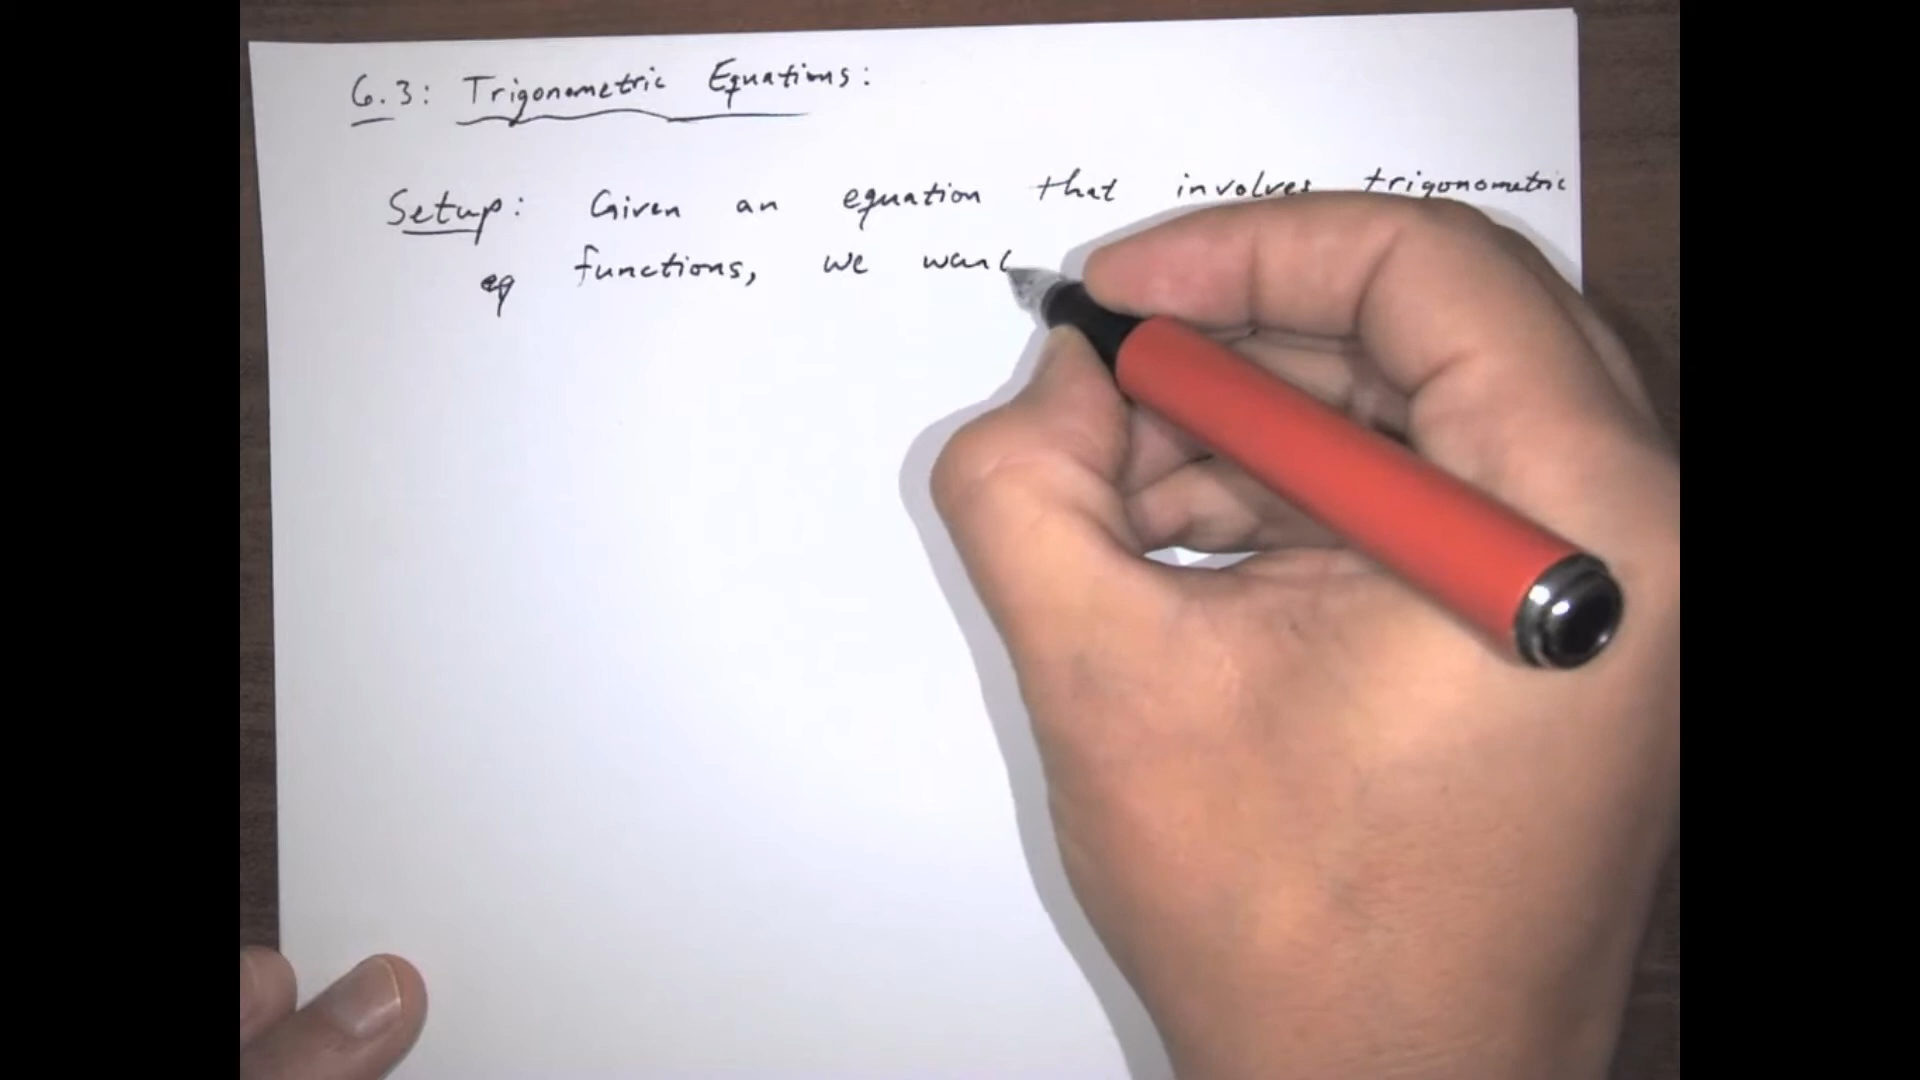 6.3: Trigonometric Equations:
Setup: Given an equation that involves trigonometric
eq functions, we want